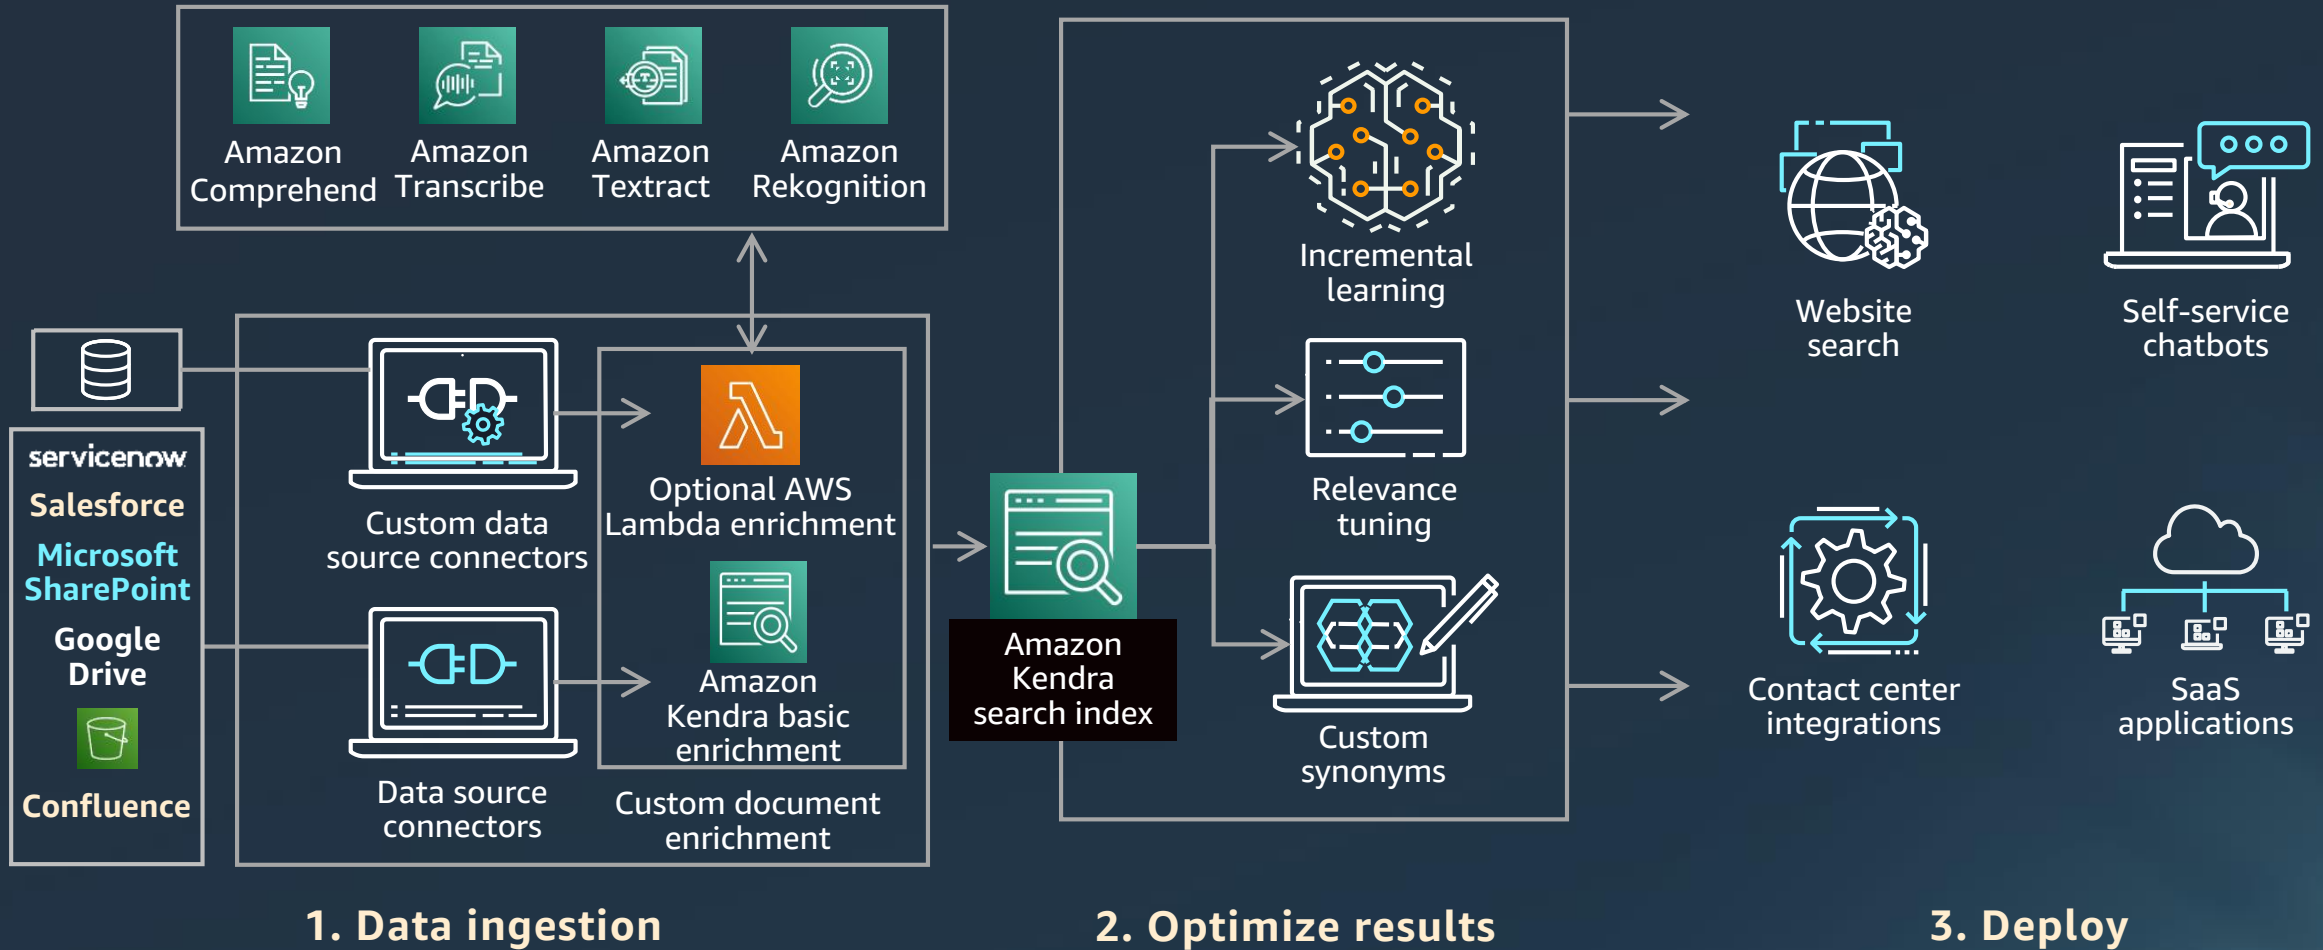 Amazon
Comprehend
Amazon
Transcribe
Amazon
Textract
Amazon
Rekognition
servicenow
Salesforce
Microsoft
SharePoint
Google
Drive
Confluence
Custom data
source connectors
Data source
connectors
Optional AWS
Lambda enrichment
Amazon
Kendra basic
enrichment
Custom document
enrichment
Amazon
Kendra
search index
Incremental
learning
Relevance
tuning
Custom
synonyms
Website
search
Self-service
chatbots
Contact center
integrations
SaaS
applications
1. Data ingestion
2. Optimize results
3. Deploy